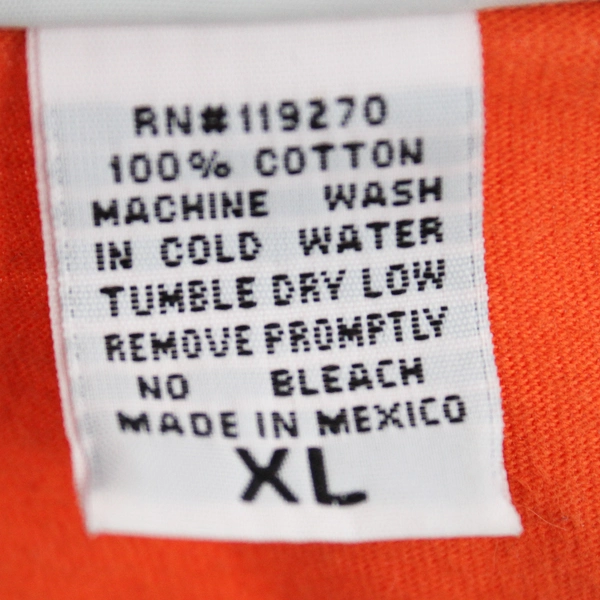 RN#119270
100% COTTON
MACHINE WASH
IN COLD WATER
TUMBLE DRY LOW
REMOVE PROMPTLY
NO BLEACH
MADE IN MEXICO
XL